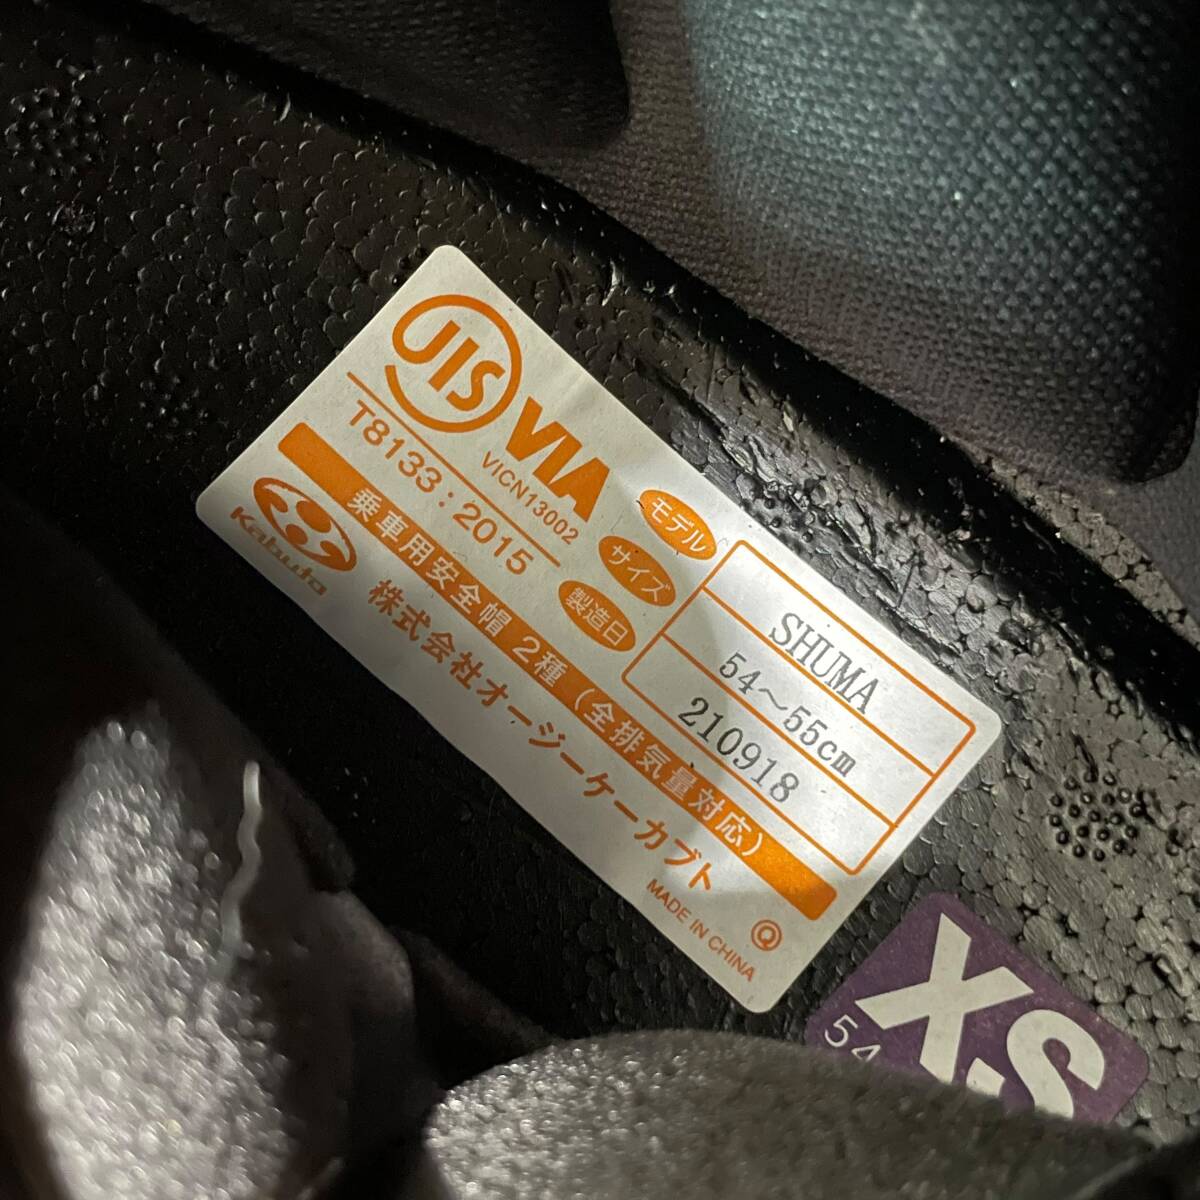 JIS VIA
VICN13002
T8133:2015
モデル SHUMA
サイズ 54～55cm
製造日 210918
乗車用安全帽 2種(全排気量対応)
Kabuto
株式会社オージーケーカブト
MADE IN CHINA
Q
XS
54